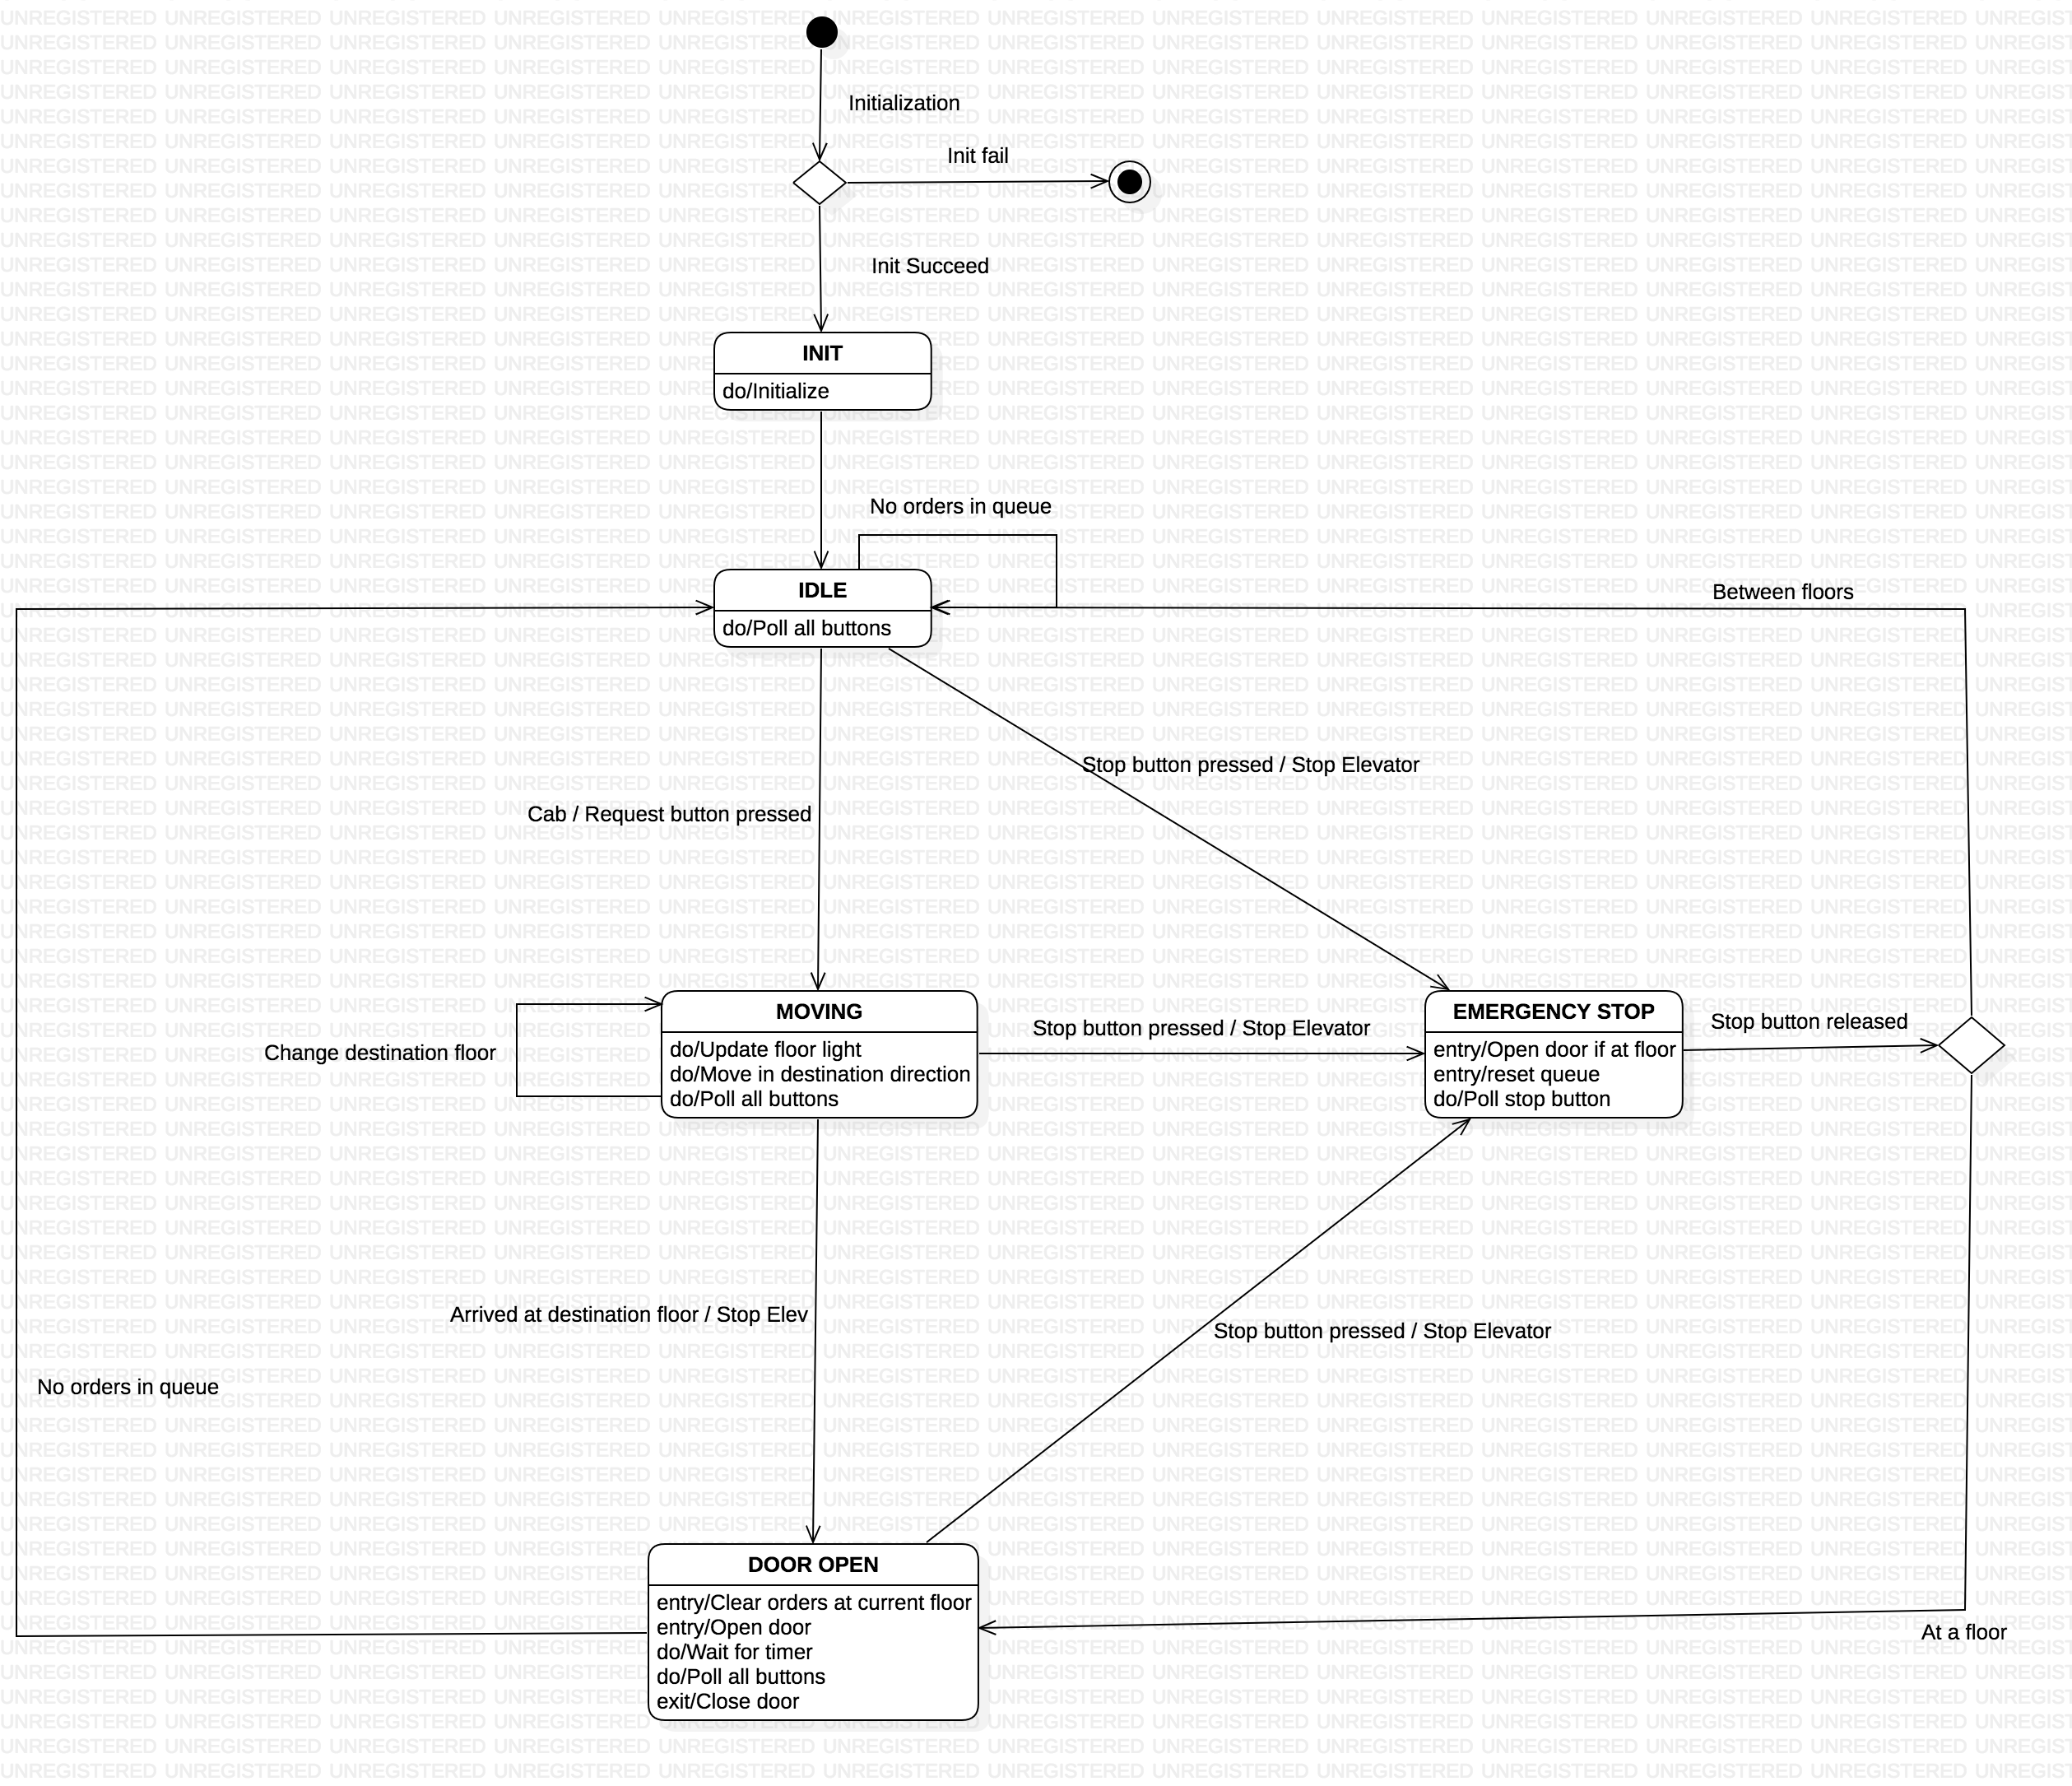 Initialization
Init fail
Init Succeed
INIT
do/Initialize
No orders in queue
IDLE
do/Poll all buttons
Between floors
Stop button pressed / Stop Elevator
Cab / Request button pressed
MOVING
do/Update floor light
do/Move in destination direction
do/Poll all buttons
Change destination floor
Stop button pressed / Stop Elevator
EMERGENCY STOP
entry/Open door if at floor
entry/reset queue
do/Poll stop button
Stop button released
Arrived at destination floor / Stop Elev
Stop button pressed / Stop Elevator
No orders in queue
DOOR OPEN
entry/Clear orders at current floor
entry/Open door
do/Wait for timer
do/Poll all buttons
exit/Close door
At a floor
UNREGISTERED